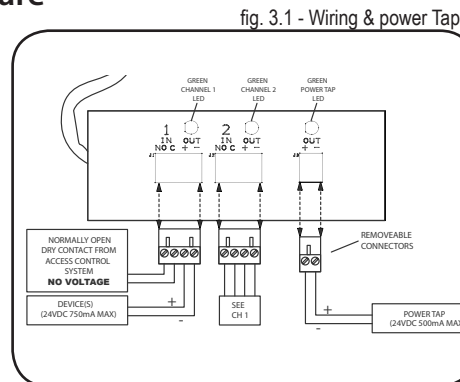 fig. 3.1 - Wiring & power Tap
GREEN
CHANNEL 1
LED
GREEN
CHANNEL 2
LED
GREEN
POWER TAP
LED
1
IN OUT
NO C + -
2
IN OUT
NO C + -
OUT
+ -
NORMALLY OPEN
DRY CONTACT FROM
ACCESS CONTROL
SYSTEM
NO VOLTAGE
DEVICE(S)
(24VDC 750mA MAX)
+
-
SEE
CH 1
REMOVEABLE
CONNECTORS
+
-
POWER TAP
(24VDC 500mA MAX)